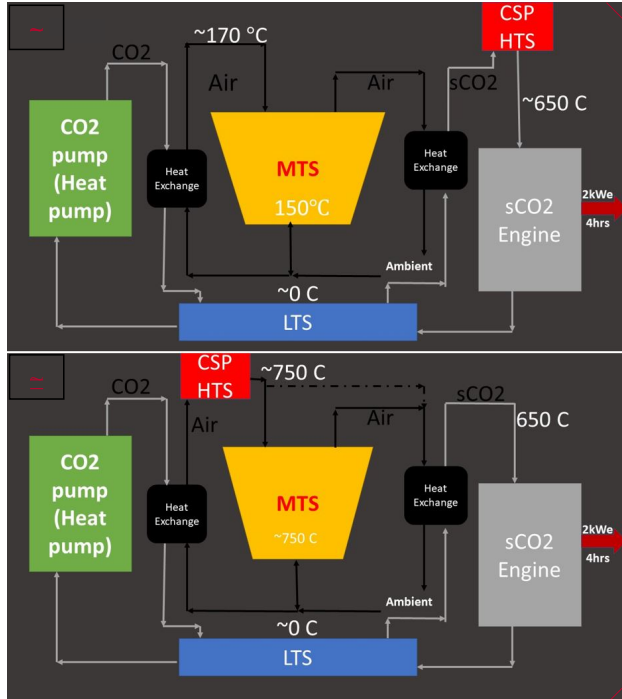 ~
CO2
~170 °C
CSP
HTS
Air
Air
sCO2
~650 C
CO2
pump
(Heat
pump)
Heat
Exchange
MTS
150°C
Heat
Exchange
sCO2
Engine
2kWe
4hrs
Ambient
~0 C
LTS
CSP
HTS
~750 C
CO2
Air
Air
sCO2
650 C
CO2
pump
(Heat
pump)
Heat
Exchange
MTS
~750 C
Heat
Exchange
sCO2
Engine
2kWe
4hrs
Ambient
~0 C
LTS